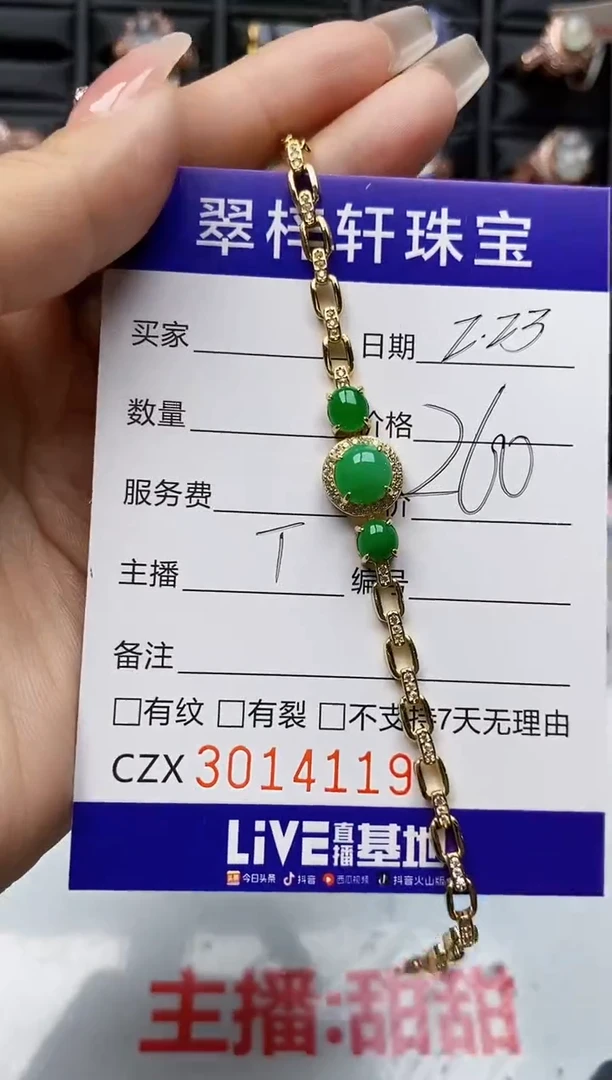 翠 轩珠宝
买家 日期 2.23
数量 价格 260
服务费 价
主播 T 编号
备注
□有纹 □有裂 □不支持7天无理由
CZX 3014119
LiVE直播基地
头条 今日头条 抖音 西瓜视频 抖音火山版
主播:甜甜